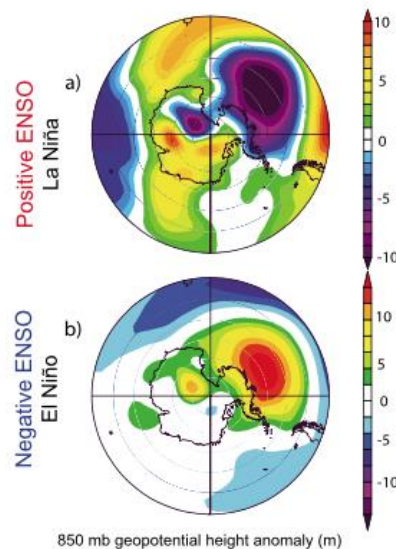 Positive ENSO
La Niña
a)
10
5
0
-5
-10
Negative ENSO
El Niño
b)
10
5
0
-5
-10
850 mb geopotential height anomaly (m)